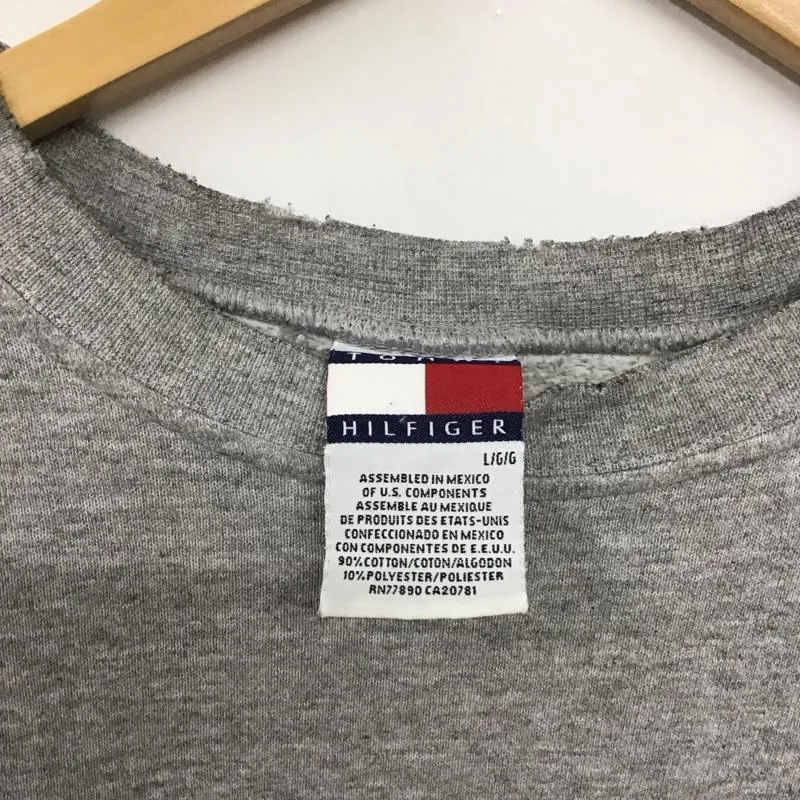 TOMMY
HILFIGER
L/G/G
ASSEMBLED IN MEXICO
OF U.S. COMPONENTS
ASSEMBLE AU MEXIQUE
DE PRODUITS DES ETATS-UNIS
CONFECCIONADO EN MEXICO
CON COMPONENTES DE E.E.U.U.
90% COTTON/COTON/ALGODON
10% POLYESTER/POLIESTER
RN77890 CA20781